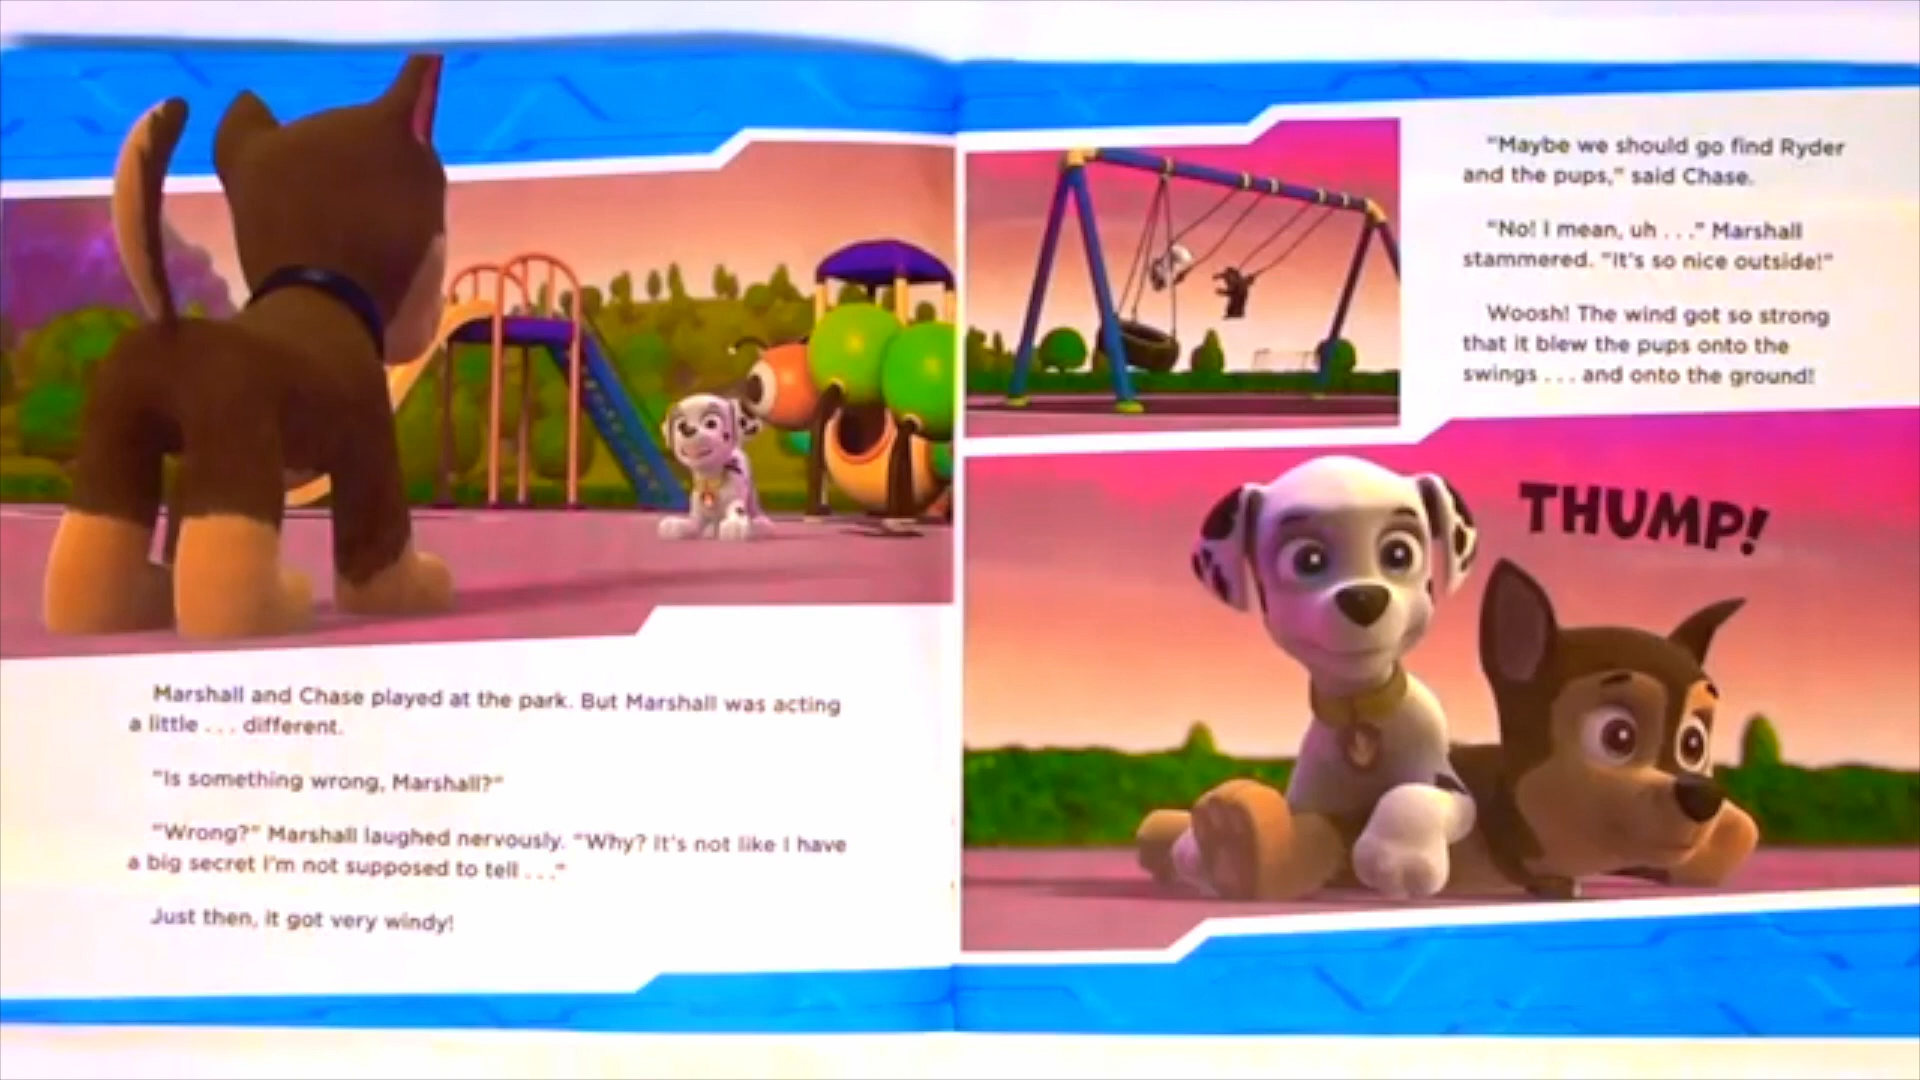 Marshall and Chase played at the park. But Marshall was acting
a little . . . different.
"Is something wrong, Marshall?"
"Wrong?" Marshall laughed nervously. "Why? It's not like I have
a big secret I'm not supposed to tell . . ."
Just then, it got very windy!
"Maybe we should go find Ryder
and the pups," said Chase.
"No! I mean, uh . . ." Marshall
stammered. "It's so nice outside!"
Woosh! The wind got so strong
that it blew the pups onto the
swings . . . and onto the ground!
THUMP!